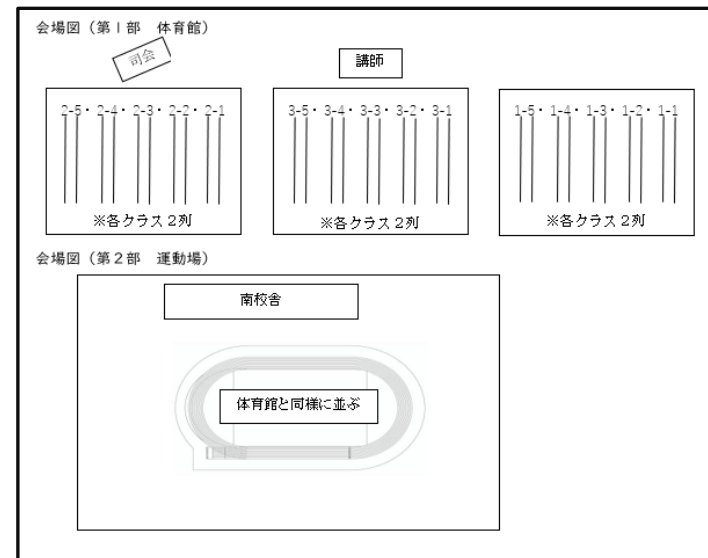 会場図（第１部　体育館）
司会
講師
2-5・2-4・2-3・2-2・2-1
※各クラス２列
3-5・3-4・3-3・3-2・3-1
※各クラス２列
1-5・1-4・1-3・1-2・1-1
※各クラス２列
会場図（第２部　運動場）
南校舎
体育館と同様に並ぶ